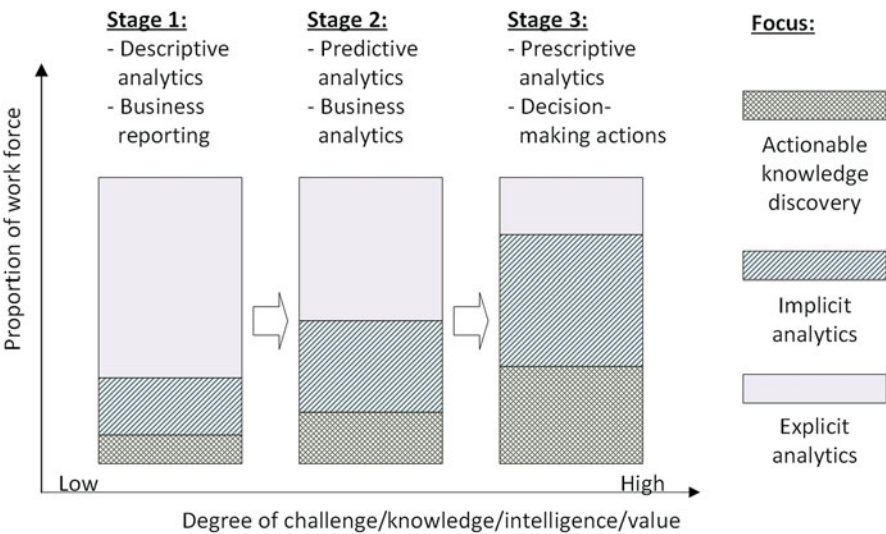 Stage 1:
- Descriptive
analytics
- Business
reporting
Stage 2:
- Predictive
analytics
- Business
analytics
Stage 3:
- Prescriptive
analytics
- Decision-
making actions
Focus:
Actionable
knowledge
discovery
Implicit
analytics
Explicit
analytics
Proportion of work force
Low
High
Degree of challenge/knowledge/intelligence/value